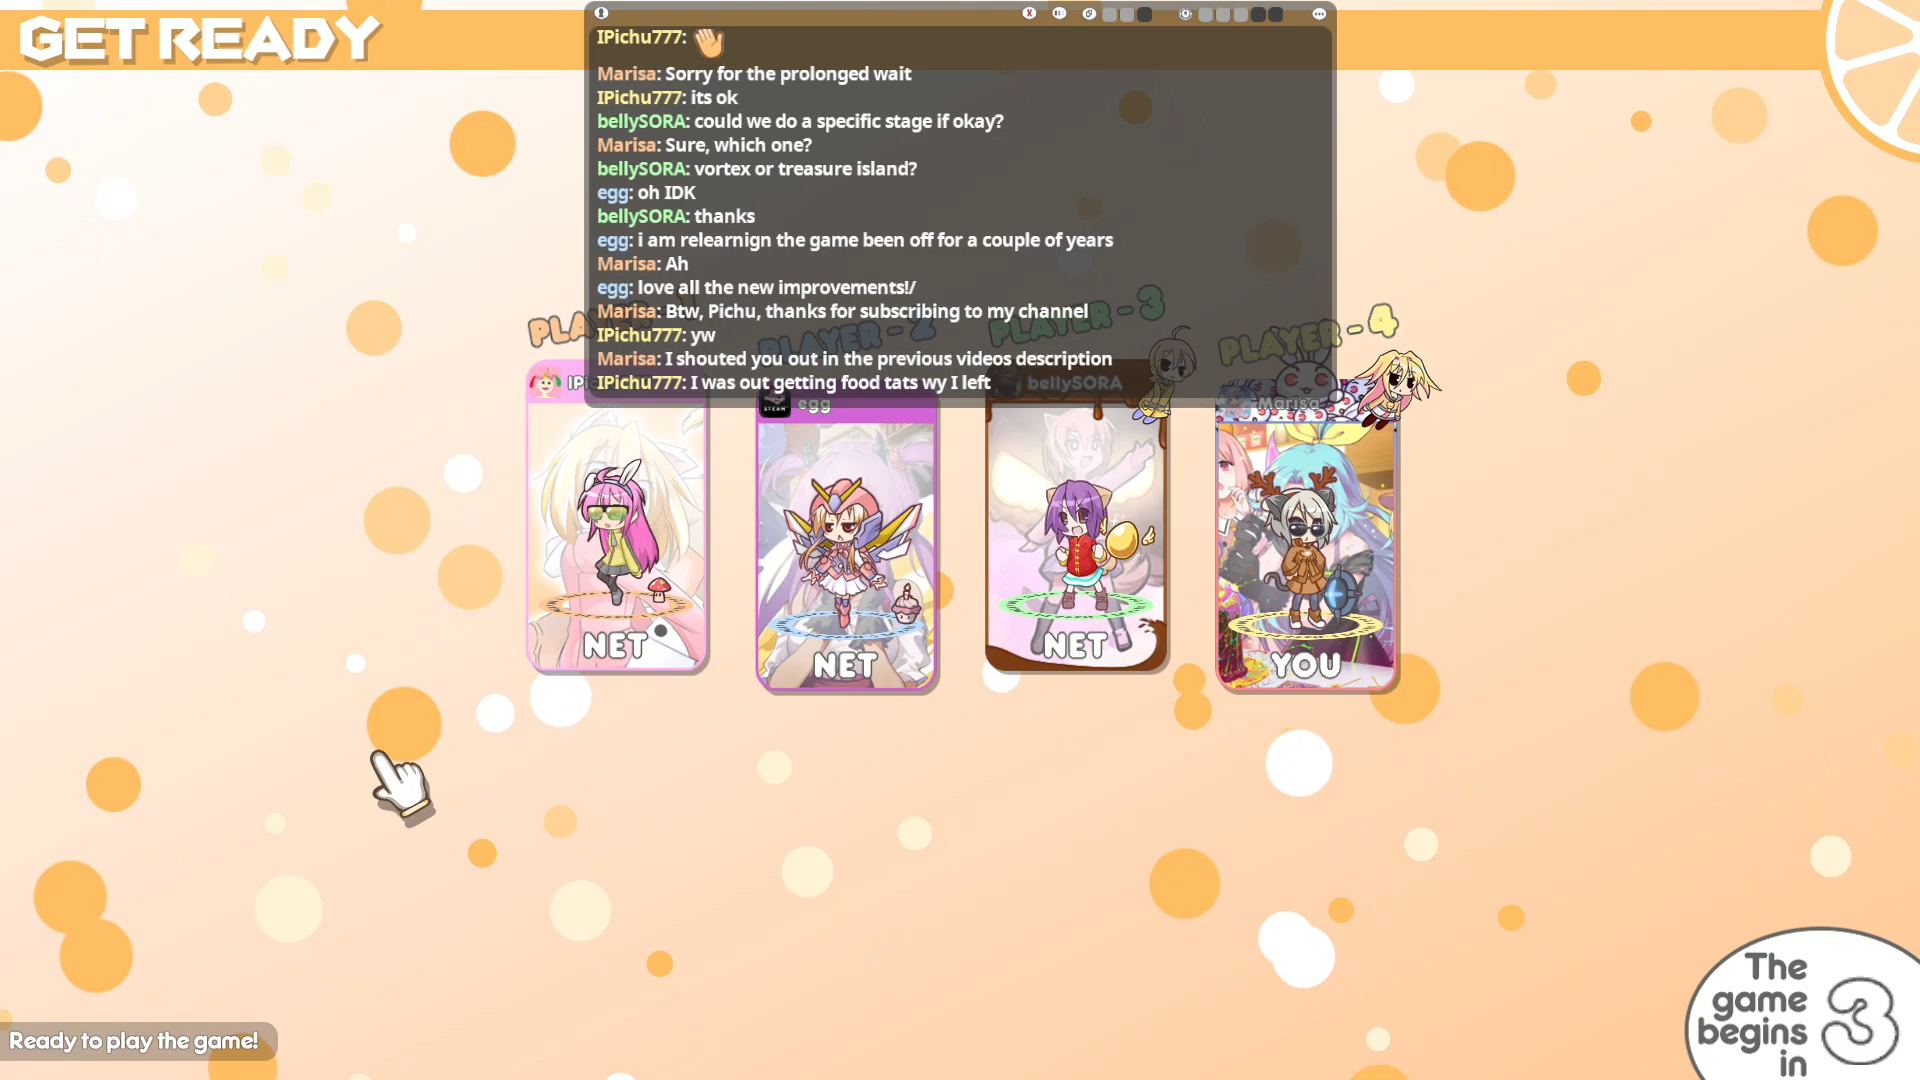 GET READY
IPichu777:
Marisa: Sorry for the prolonged wait
IPichu777: its ok
bellySORA: could we do a specific stage if okay?
Marisa: Sure, which one?
bellySORA: vortex or treasure island?
egg: oh IDK
bellySORA: thanks
egg: i am relearnign the game been off for a couple of years
Marisa: Ah
egg: love all the new improvements!/
Marisa: Btw, Pichu, thanks for subscribing to my channel
IPichu777: yw
Marisa: I shouted you out in the previous videos description
IPichu777: I was out getting food tats wy I left
PLAYER - 2
PLAYER - 3
PLAYER - 4
egg
bellySORA
Marisa
STEAM
NET
NET
NET
YOU
Ready to play the game!
The
game
begins
in
3